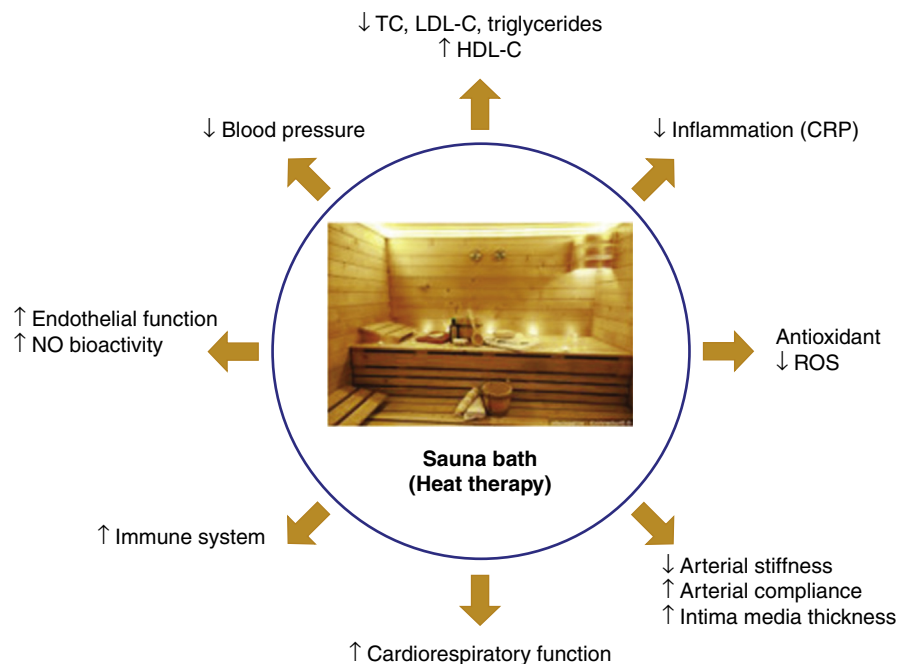 ↓ TC, LDL-C, triglycerides
↑ HDL-C
↓ Blood pressure
↓ Inflammation (CRP)
↑ Endothelial function
↑ NO bioactivity
Antioxidant
↓ ROS
Sauna bath
(Heat therapy)
↑ Immune system
↓ Arterial stiffness
↑ Arterial compliance
↑ Intima media thickness
↑ Cardiorespiratory function